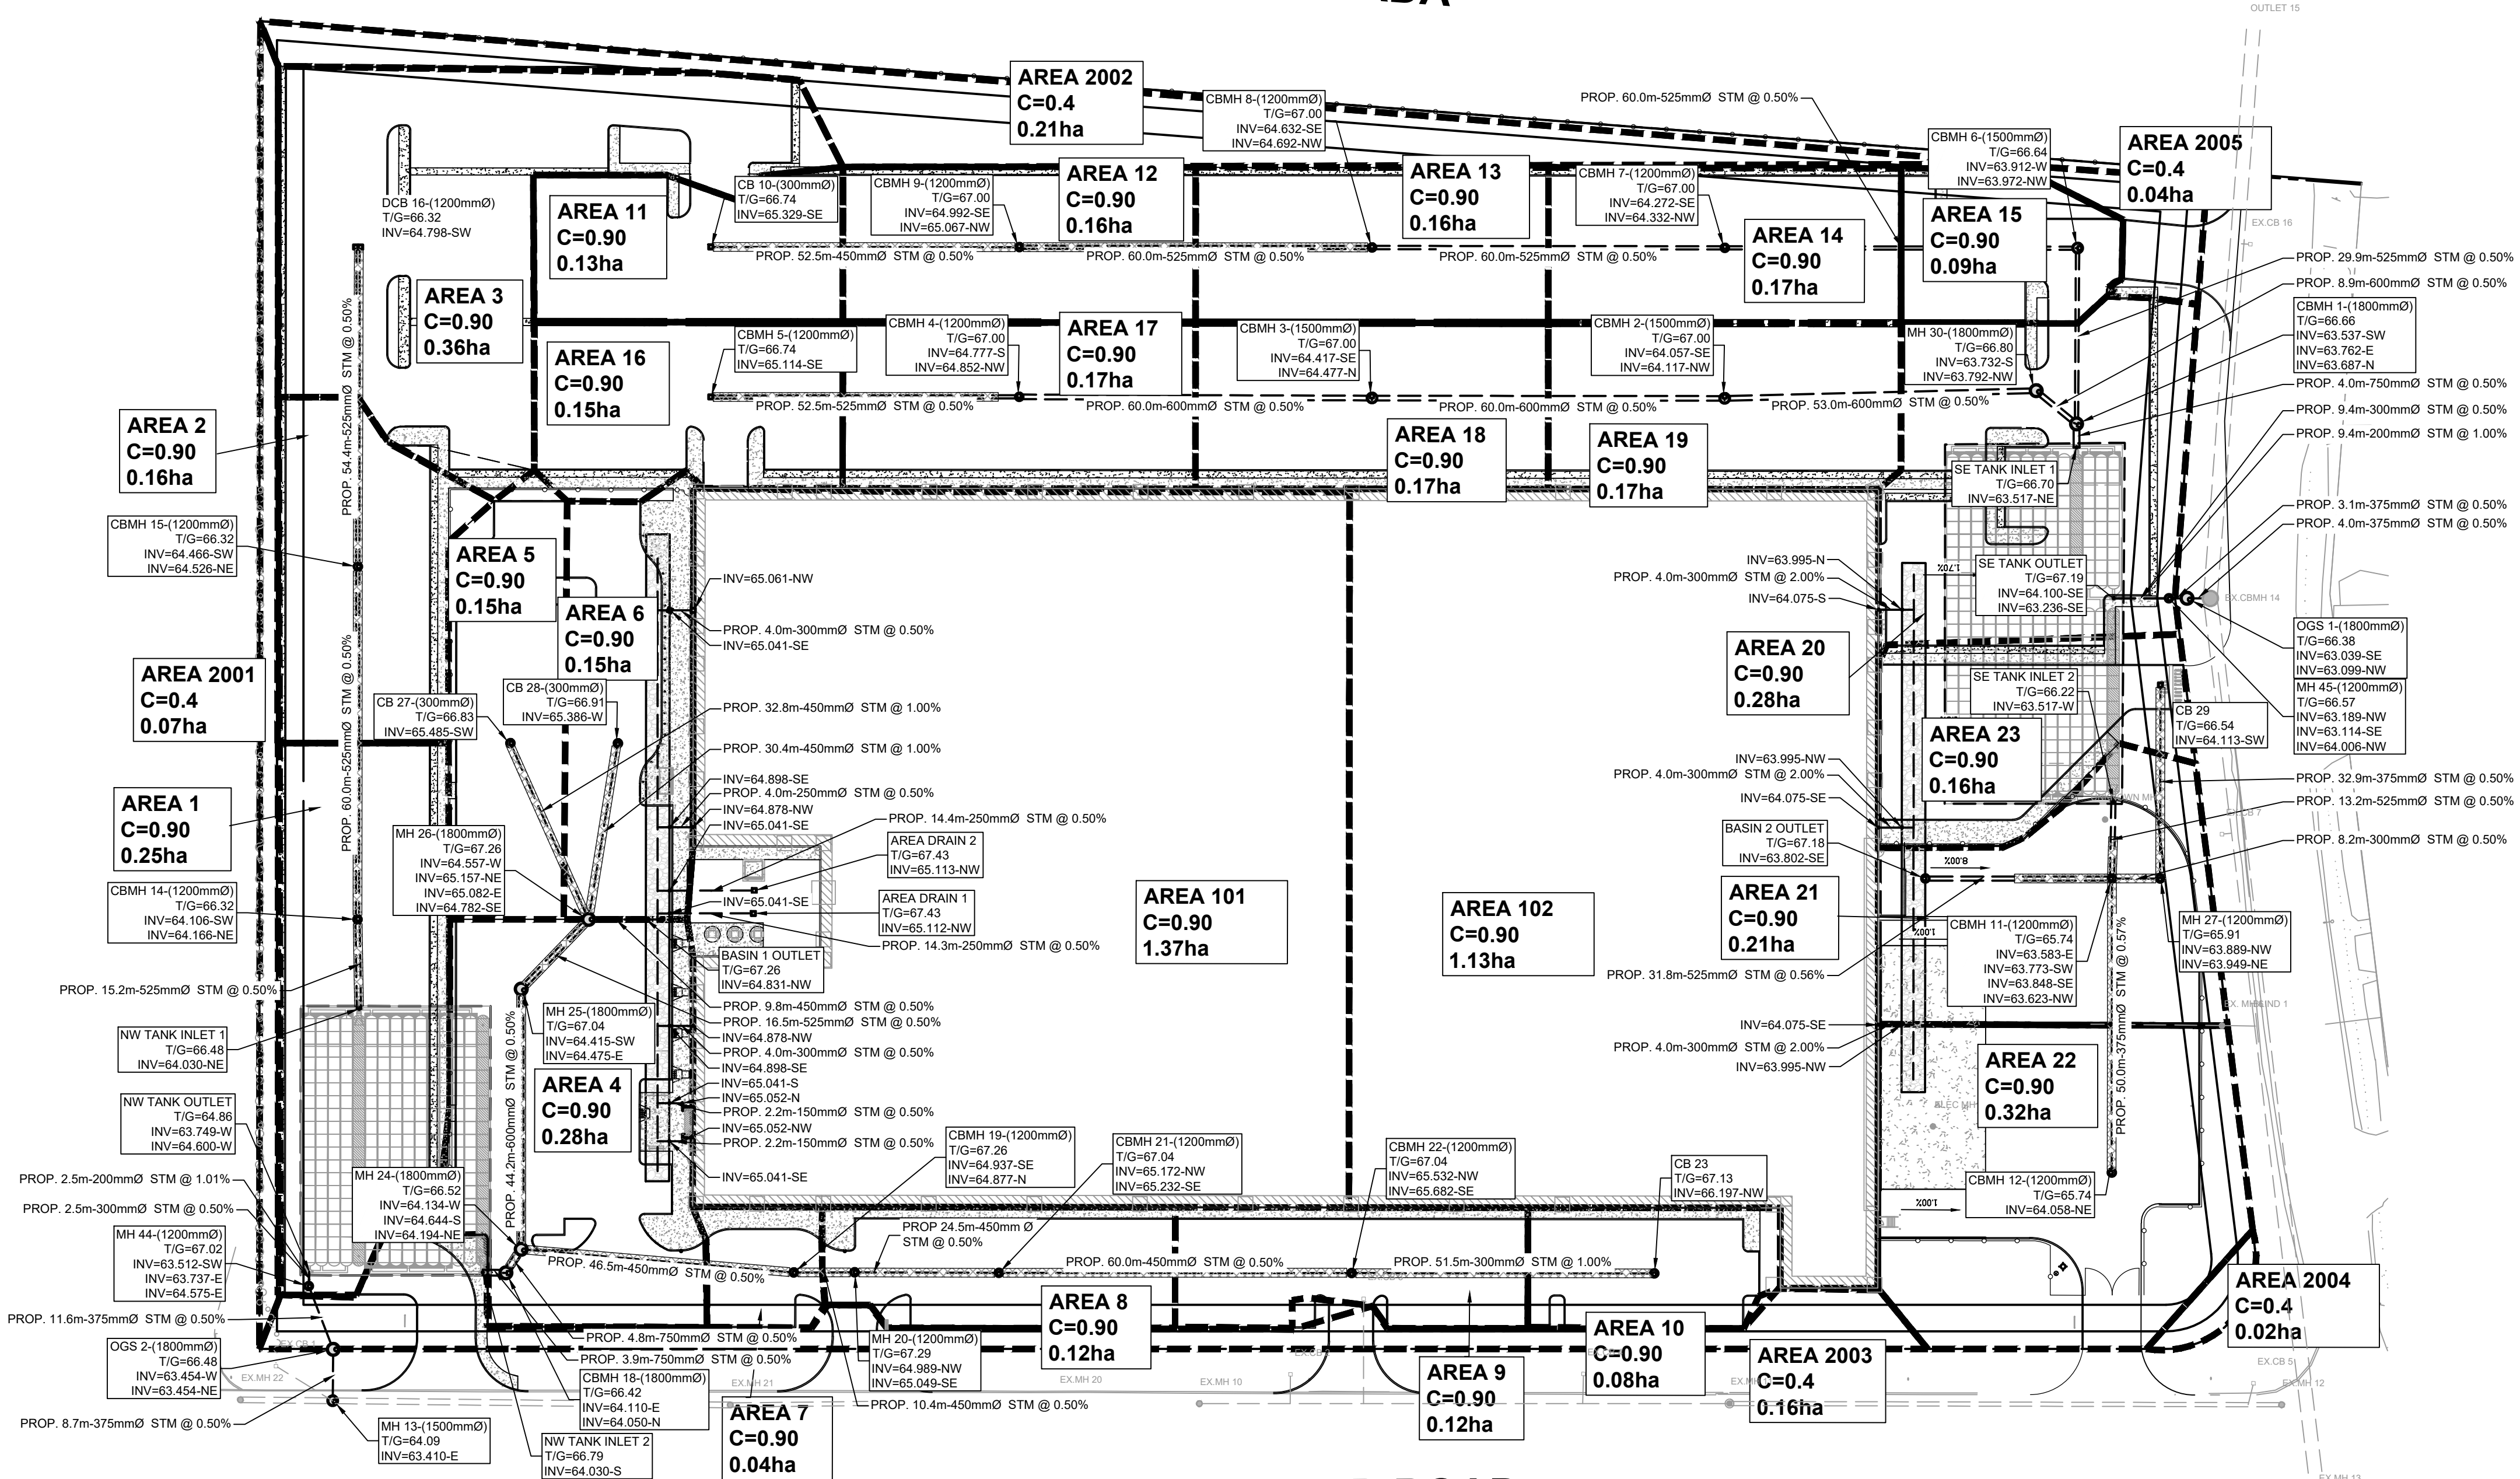 OUTLET 15
AREA 2002
C=0.4
0.21ha
CBMH 8-(1200mmØ)
T/G=67.00
INV=64.632-SE
INV=64.692-NW
PROP. 60.0m-525mmØ STM @ 0.50%
CBMH 6-(1500mmØ)
T/G=66.64
INV=63.912-W
INV=63.972-NW
AREA 2005
C=0.4
0.04ha
EX.CB 16
DCB 16-(1200mmØ)
T/G=66.32
INV=64.798-SW
AREA 11
C=0.90
0.13ha
CB 10-(300mmØ)
T/G=66.74
INV=65.329-SE
CBMH 9-(1200mmØ)
T/G=67.00
INV=64.992-SE
INV=65.067-NW
AREA 12
C=0.90
0.16ha
AREA 13
C=0.90
0.16ha
CBMH 7-(1200mmØ)
T/G=67.00
INV=64.272-SE
INV=64.332-NW
AREA 14
C=0.90
0.17ha
AREA 15
C=0.90
0.09ha
PROP. 52.5m-450mmØ STM @ 0.50%
PROP. 60.0m-525mmØ STM @ 0.50%
PROP. 60.0m-525mmØ STM @ 0.50%
PROP. 29.9m-525mmØ STM @ 0.50%
PROP. 8.9m-600mmØ STM @ 0.50%
CBMH 1-(1800mmØ)
T/G=66.66
INV=63.537-SW
INV=63.762-E
INV=63.687-N
PROP. 4.0m-750mmØ STM @ 0.50%
PROP. 9.4m-300mmØ STM @ 0.50%
PROP. 9.4m-200mmØ STM @ 1.00%
AREA 3
C=0.90
0.36ha
AREA 16
C=0.90
0.15ha
CBMH 5-(1200mmØ)
T/G=66.74
INV=65.114-SE
CBMH 4-(1200mmØ)
T/G=67.00
INV=64.777-S
INV=64.852-NW
AREA 17
C=0.90
0.17ha
CBMH 3-(1500mmØ)
T/G=67.00
INV=64.417-SE
INV=64.477-N
CBMH 2-(1500mmØ)
T/G=67.00
INV=64.057-SE
INV=64.117-NW
MH 30-(1800mmØ)
T/G=66.80
INV=63.732-S
INV=63.792-NW
PROP. 52.5m-525mmØ STM @ 0.50%
PROP. 60.0m-600mmØ STM @ 0.50%
PROP. 60.0m-600mmØ STM @ 0.50%
PROP. 53.0m-600mmØ STM @ 0.50%
PROP. 54.4m-525mmØ STM @ 0.50%
AREA 2
C=0.90
0.16ha
AREA 18
C=0.90
0.17ha
AREA 19
C=0.90
0.17ha
SE TANK INLET 1
T/G=66.70
INV=63.517-NE
PROP. 3.1m-375mmØ STM @ 0.50%
PROP. 4.0m-375mmØ STM @ 0.50%
CBMH 15-(1200mmØ)
T/G=66.32
INV=64.466-SW
INV=64.526-NE
AREA 5
C=0.90
0.15ha
AREA 6
C=0.90
0.15ha
INV=65.061-NW
PROP. 4.0m-300mmØ STM @ 0.50%
INV=65.041-SE
INV=63.995-N
PROP. 4.0m-300mmØ STM @ 2.00%
INV=64.075-S
1.70%
SE TANK OUTLET
T/G=67.19
INV=64.100-SE
INV=63.236-SE
EX.CBMH 14
OGS 1-(1800mmØ)
T/G=66.38
INV=63.039-SE
INV=63.099-NW
MH 45-(1200mmØ)
T/G=66.57
INV=63.189-NW
INV=63.114-SE
INV=64.006-NW
AREA 2001
C=0.4
0.07ha
PROP. 60.0m-525mmØ STM @ 0.50%
CB 27-(300mmØ)
T/G=66.83
INV=65.485-SW
CB 28-(300mmØ)
T/G=66.91
INV=65.386-W
PROP. 32.8m-450mmØ STM @ 1.00%
PROP. 30.4m-450mmØ STM @ 1.00%
AREA 20
C=0.90
0.28ha
SE TANK INLET 2
T/G=66.22
INV=63.517-W
AREA 23
C=0.90
0.16ha
CB 29
T/G=66.54
INV=64.113-SW
AREA 1
C=0.90
0.25ha
INV=64.898-SE
PROP. 4.0m-250mmØ STM @ 0.50%
INV=64.878-NW
INV=65.041-SE
PROP. 14.4m-250mmØ STM @ 0.50%
INV=63.995-NW
PROP. 4.0m-300mmØ STM @ 2.00%
INV=64.075-SE
PROP. 32.9m-375mmØ STM @ 0.50%
PROP. 13.2m-525mmØ STM @ 0.50%
PROP. 8.2m-300mmØ STM @ 0.50%
EX.CB 7
MH 26-(1800mmØ)
T/G=67.26
INV=64.557-W
INV=65.157-NE
INV=65.082-E
INV=64.782-SE
AREA DRAIN 2
T/G=67.43
INV=65.113-NW
BASIN 2 OUTLET
T/G=67.18
INV=63.802-SE
8.00%
CBMH 14-(1200mmØ)
T/G=66.32
INV=64.106-SW
INV=64.166-NE
INV=65.041-SE
AREA DRAIN 1
T/G=67.43
INV=65.112-NW
PROP. 14.3m-250mmØ STM @ 0.50%
AREA 101
C=0.90
1.37ha
AREA 102
C=0.90
1.13ha
AREA 21
C=0.90
0.21ha
1.00%
CBMH 11-(1200mmØ)
T/G=65.74
INV=63.583-E
INV=63.773-SW
INV=63.848-SE
INV=63.623-NW
MH 27-(1200mmØ)
T/G=65.91
INV=63.889-NW
INV=63.949-NE
BASIN 1 OUTLET
T/G=67.26
INV=64.831-NW
PROP. 31.8m-525mmØ STM @ 0.56%
PROP. 15.2m-525mmØ STM @ 0.50%
MH 25-(1800mmØ)
T/G=67.04
INV=64.415-SW
INV=64.475-E
PROP. 9.8m-450mmØ STM @ 0.50%
PROP. 16.5m-525mmØ STM @ 0.50%
INV=64.878-NW
PROP. 4.0m-300mmØ STM @ 0.50%
INV=64.898-SE
INV=65.041-S
INV=65.052-N
PROP. 2.2m-150mmØ STM @ 0.50%
INV=65.052-NW
PROP. 2.2m-150mmØ STM @ 0.50%
INV=65.041-SE
INV=64.075-SE
PROP. 4.0m-300mmØ STM @ 2.00%
INV=63.995-NW
NW TANK INLET 1
T/G=66.48
INV=64.030-NE
NW TANK OUTLET
T/G=64.86
INV=63.749-W
INV=64.600-W
AREA 4
C=0.90
0.28ha
PROP. 44.2m-600mmØ STM @ 0.50%
AREA 22
C=0.90
0.32ha
PROP. 50.0m-375mmØ STM @ 0.57%
CBMH 19-(1200mmØ)
T/G=67.26
INV=64.937-SE
INV=64.877-N
CBMH 21-(1200mmØ)
T/G=67.04
INV=65.172-NW
INV=65.232-SE
CBMH 22-(1200mmØ)
T/G=67.04
INV=65.532-NW
INV=65.682-SE
CB 23
T/G=67.13
INV=66.197-NW
CBMH 12-(1200mmØ)
T/G=65.74
INV=64.058-NE
1.00%
PROP. 2.5m-200mmØ STM @ 1.01%
PROP. 2.5m-300mmØ STM @ 0.50%
MH 24-(1800mmØ)
T/G=66.52
INV=64.134-W
INV=64.644-S
INV=64.194-NE
MH 44-(1200mmØ)
T/G=67.02
INV=63.512-SW
INV=63.737-E
INV=64.575-E
PROP 24.5m-450mm Ø
STM @ 0.50%
PROP. 46.5m-450mmØ STM @ 0.50%
PROP. 60.0m-450mmØ STM @ 0.50%
PROP. 51.5m-300mmØ STM @ 1.00%
PROP. 11.6m-375mmØ STM @ 0.50%
AREA 8
C=0.90
0.12ha
AREA 10
C=0.90
0.08ha
AREA 2004
C=0.4
0.02ha
EX.CB 1
OGS 2-(1800mmØ)
T/G=66.48
INV=63.454-W
INV=63.454-NE
PROP. 4.8m-750mmØ STM @ 0.50%
PROP. 3.9m-750mmØ STM @ 0.50%
MH 20-(1200mmØ)
T/G=67.29
INV=64.989-NW
INV=65.049-SE
AREA 9
C=0.90
0.12ha
AREA 2003
C=0.4
0.16ha
EX.CB 5
EX.MH 22
EX.MH 21
EX.MH 20
EX.MH 10
EX.MH 12
CBMH 18-(1800mmØ)
T/G=66.42
INV=64.110-E
INV=64.050-N
PROP. 10.4m-450mmØ STM @ 0.50%
AREA 7
C=0.90
0.04ha
PROP. 8.7m-375mmØ STM @ 0.50%
MH 13-(1500mmØ)
T/G=64.09
INV=63.410-E
NW TANK INLET 2
T/G=66.79
INV=64.030-S
EX.MH 13